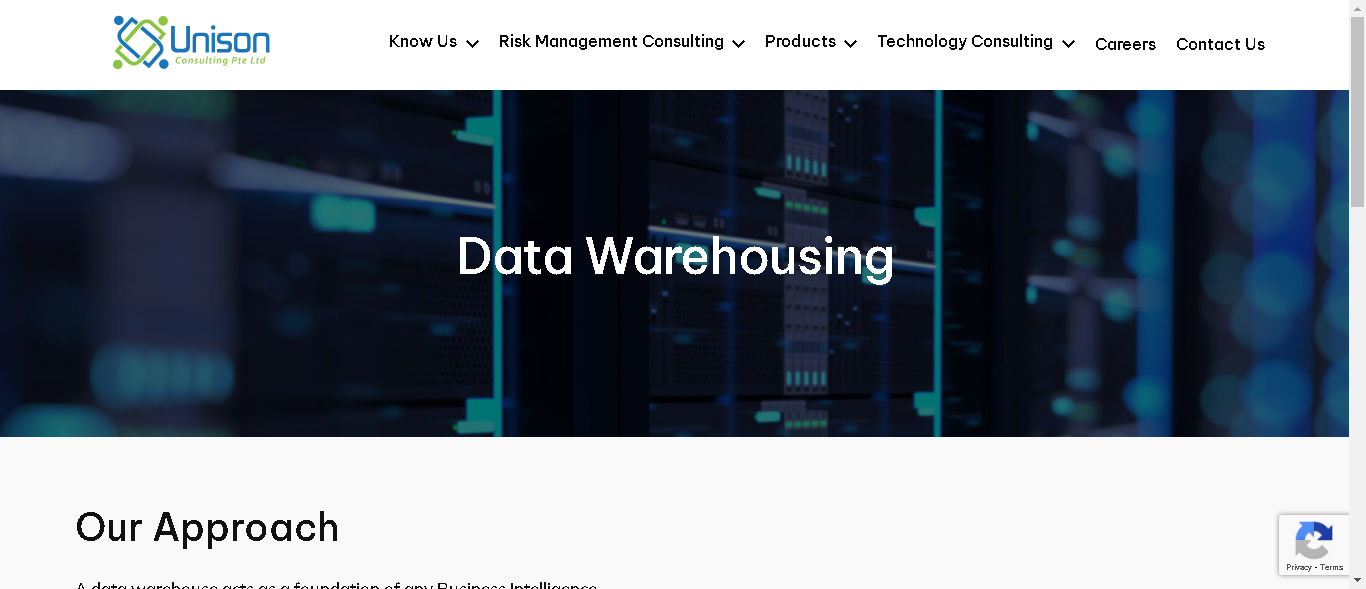 Unison
Consulting Pte Ltd
Know Us
Risk Management Consulting
Products
Technology Consulting
Careers
Contact Us
Data Warehousing
Our Approach
A data warehouse acts as a foundation of any Business Intelligence
Privacy - Terms